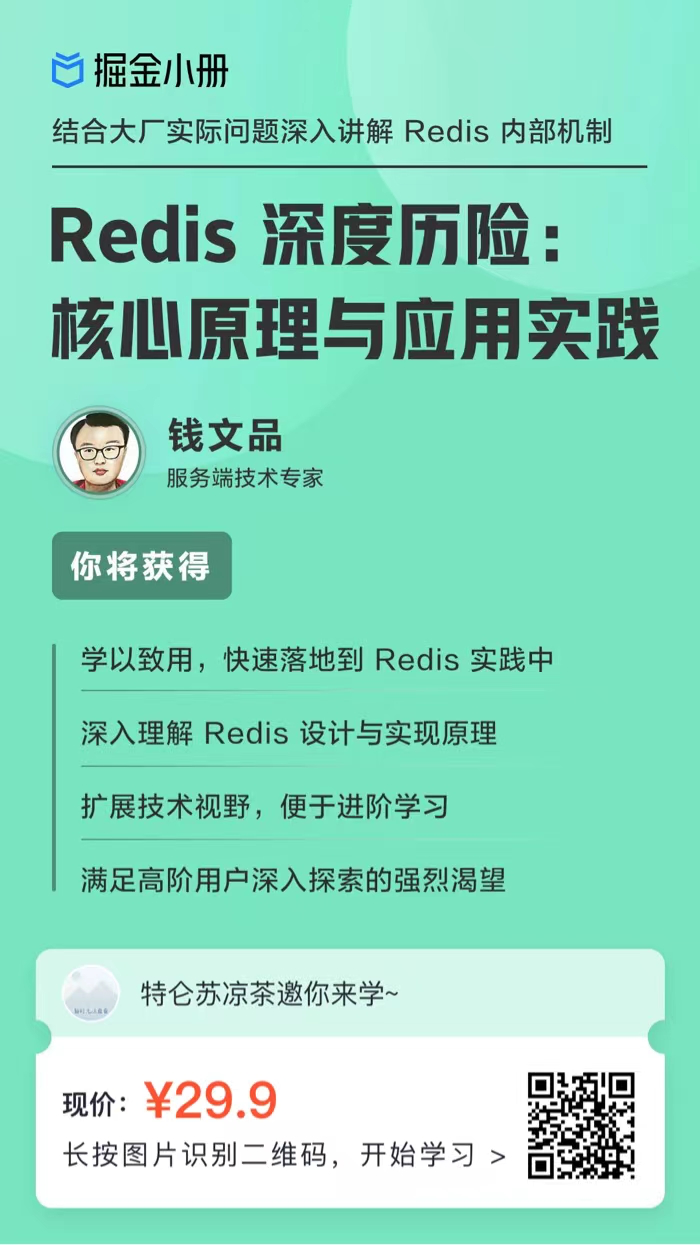 掘金小册
结合大厂实际问题深入讲解 Redis 内部机制
Redis 深度历险：
核心原理与应用实践
钱文品
服务端技术专家
你将获得
学以致用，快速落地到 Redis 实践中
深入理解 Redis 设计与实现原理
扩展技术视野，便于进阶学习
满足高阶用户深入探索的强烈渴望
特仑苏凉茶邀你来学~
现价：¥29.9
长按图片识别二维码，开始学习 >